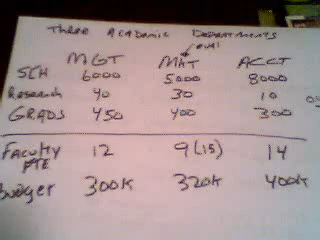 Three Academic Departments
eval
MGT MKT ACCT
SCH 6000 5000 8000
Research 40 30 10
GRADS 450 400 300
Faculty FTE 12 9(15) 14
Budget 300K 320K 400K